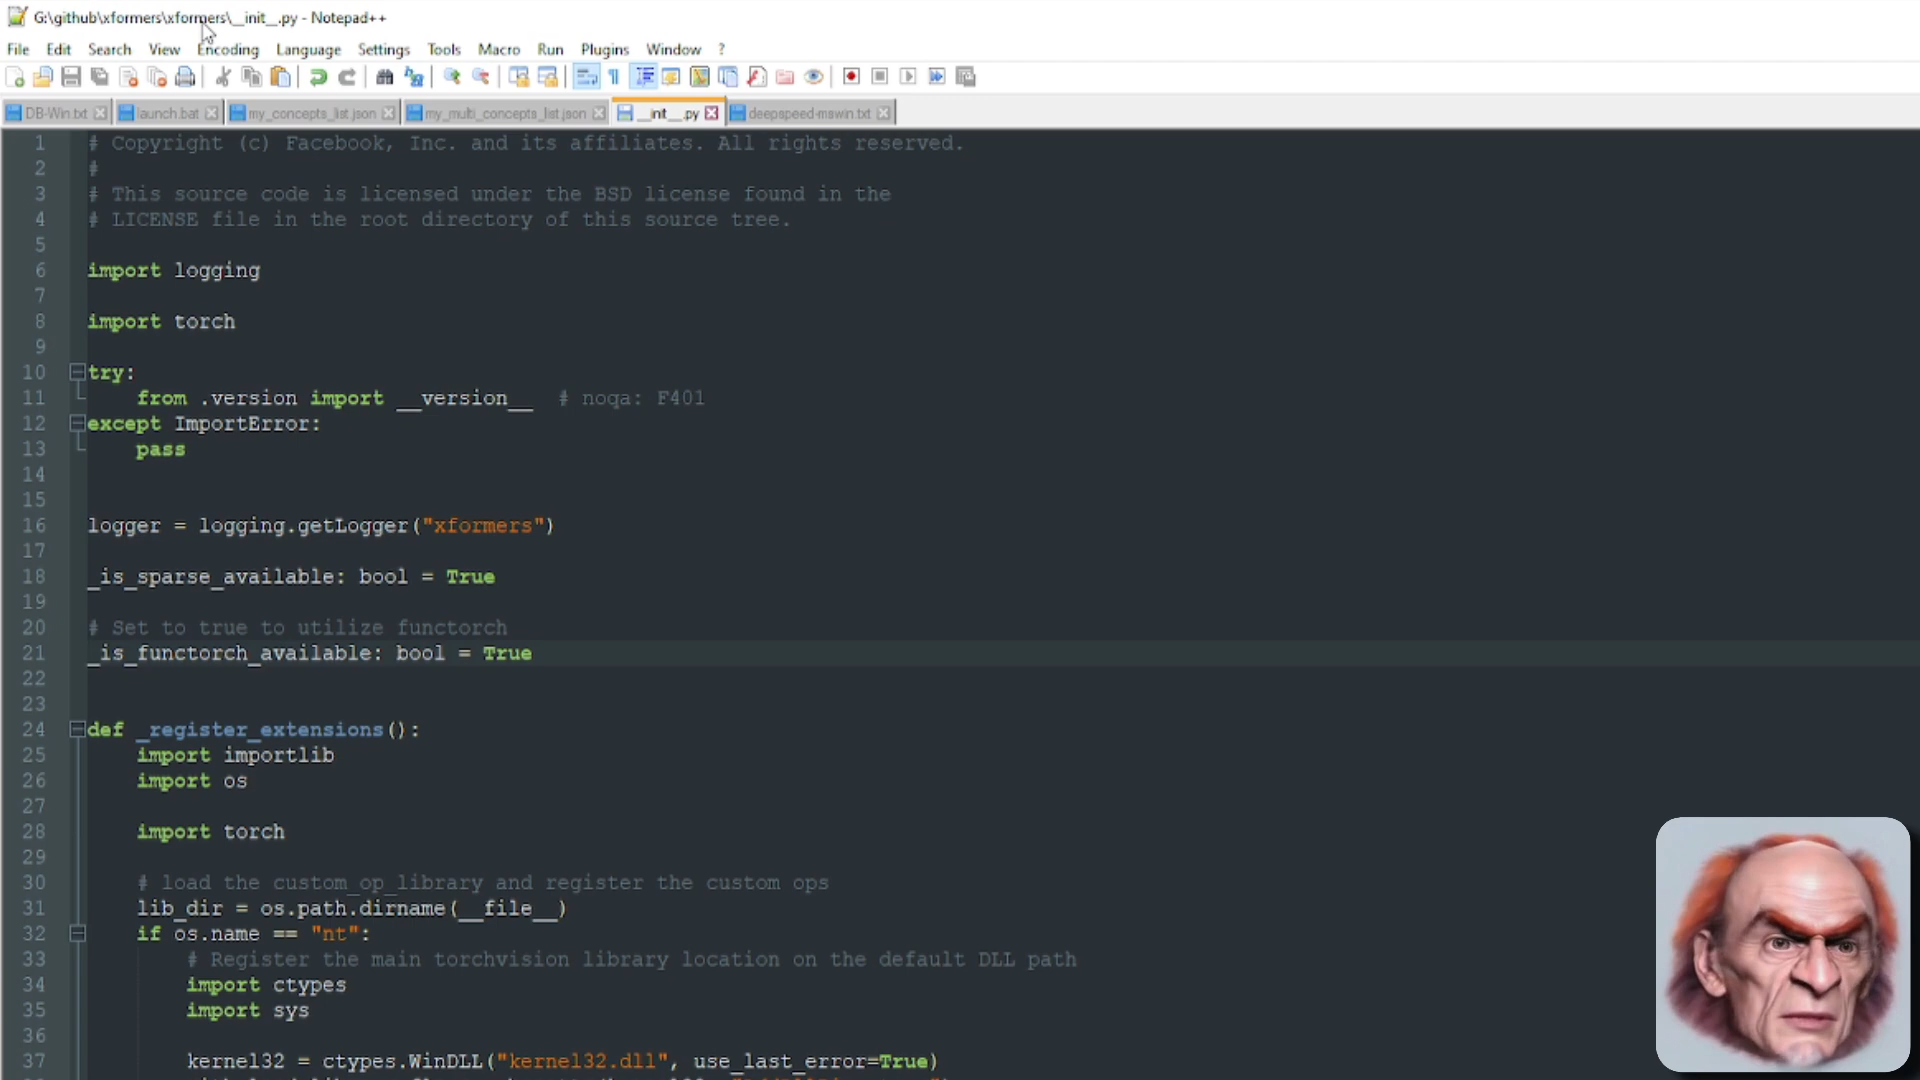 G:\github\xformers\xformers\__init__.py - Notepad++
File Edit Search View Encoding Language Settings Tools Macro Run Plugins Window ?
DB-Win.txt launch.bat my_concepts_list.json my_multi_concepts_list.json __init__.py deepspeed-mswin.txt
1 # Copyright (c) Facebook, Inc. and its affiliates. All rights reserved.
2 #
3 # This source code is licensed under the BSD license found in the
4 # LICENSE file in the root directory of this source tree.
5
6 import logging
7
8 import torch
9
10 try:
11 from .version import __version__ # noqa: F401
12 except ImportError:
13 pass
14
15
16 logger = logging.getLogger("xformers")
17
18 _is_sparse_available: bool = True
19
20 # Set to true to utilize functorch
21 _is_functorch_available: bool = True
22
23
24 def _register_extensions():
25 import importlib
26 import os
27
28 import torch
29
30 # load the custom_op_library and register the custom ops
31 lib_dir = os.path.dirname(__file__)
32 if os.name == "nt":
33 # Register the main torchvision library location on the default DLL path
34 import ctypes
35 import sys
36
37 kernel32 = ctypes.WinDLL("kernel32.dll", use_last_error=True)